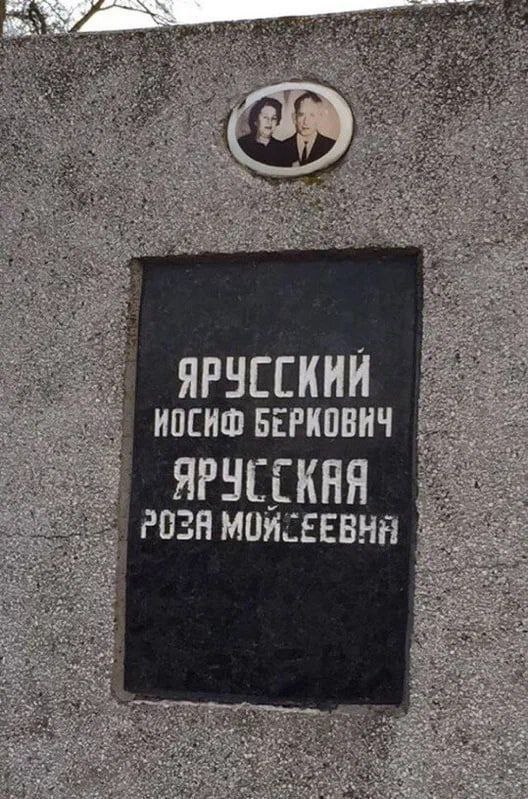 ЯРУССКИЙ
ИОСИФ БЕРКОВИЧ
ЯРУССКАЯ
РОЗА МОЙСЕЕВНА